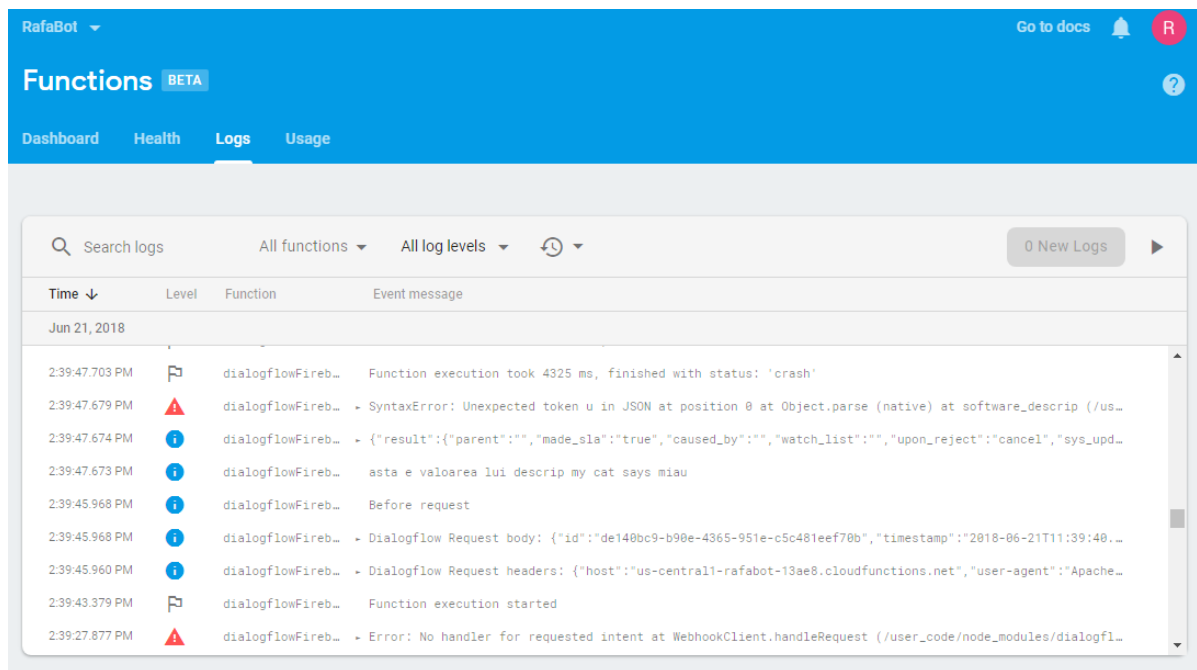 RafaBot
Go to docs
R
Functions BETA
?
Dashboard Health Logs Usage
Search logs All functions All log levels 0 New Logs
Time Level Function Event message
Jun 21, 2018
2:39:47.703 PM dialogflowFireb… Function execution took 4325 ms, finished with status: 'crash'
2:39:47.679 PM dialogflowFireb… SyntaxError: Unexpected token u in JSON at position 0 at Object.parse (native) at software_descrip (/us…
2:39:47.674 PM dialogflowFireb… {"result":{"parent":"","made_sla":"true","caused_by":"","watch_list":"","upon_reject":"cancel","sys_upd…
2:39:47.673 PM dialogflowFireb… asta e valoarea lui descrip my cat says miau
2:39:45.968 PM dialogflowFireb… Before request
2:39:45.968 PM dialogflowFireb… Dialogflow Request body: {"id":"de140bc9-b90e-4365-951e-c5c481eef70b","timestamp":"2018-06-21T11:39:40.…
2:39:45.960 PM dialogflowFireb… Dialogflow Request headers: {"host":"us-central1-rafabot-13ae8.cloudfunctions.net","user-agent":"Apache…
2:39:43.379 PM dialogflowFireb… Function execution started
2:39:27.877 PM dialogflowFireb… Error: No handler for requested intent at WebhookClient.handleRequest (/user_code/node_modules/dialogfl…